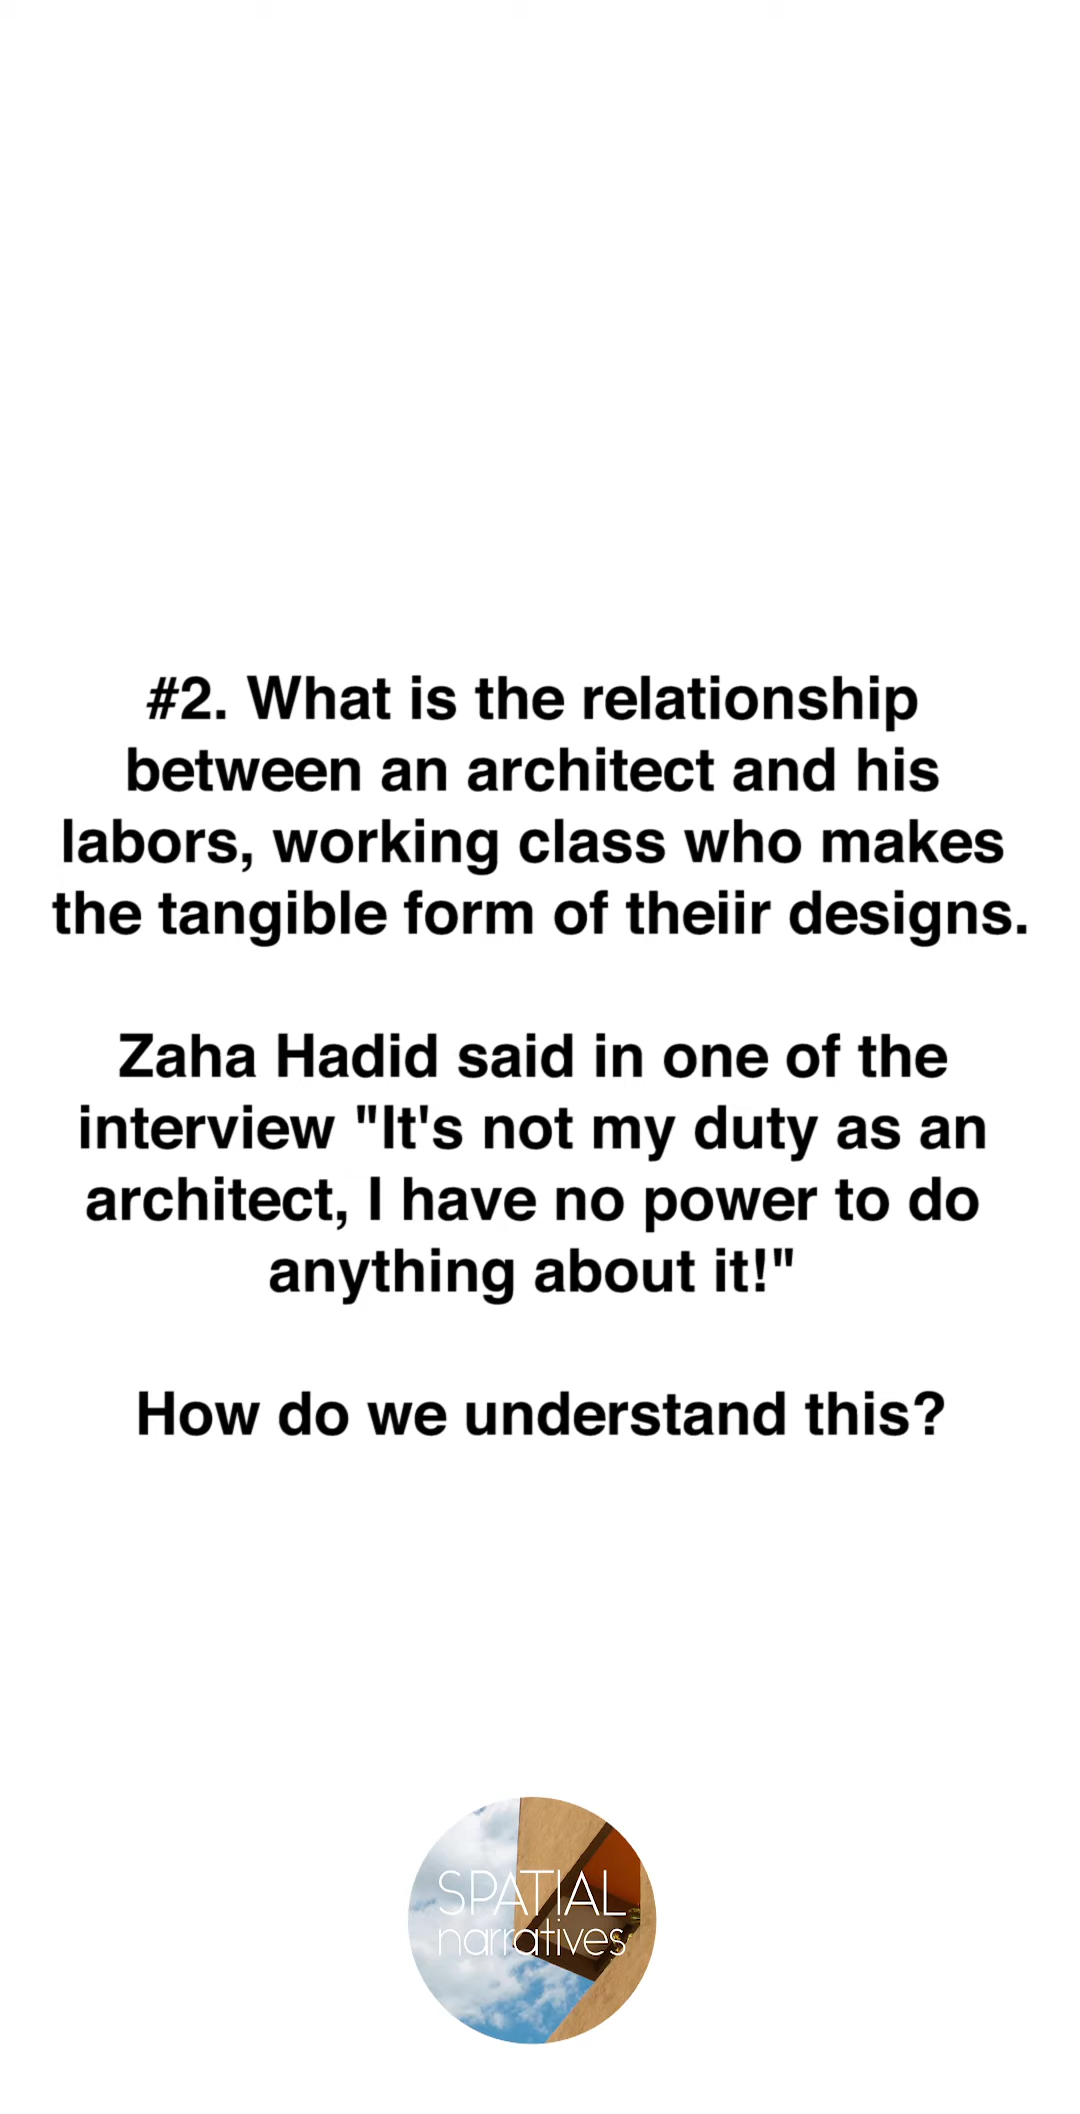 #2. What is the relationship
between an architect and his
labors, working class who makes
the tangible form of theiir designs.
Zaha Hadid said in one of the
interview "It's not my duty as an
architect, I have no power to do
anything about it!"
How do we understand this?
SPATIAL
narratives